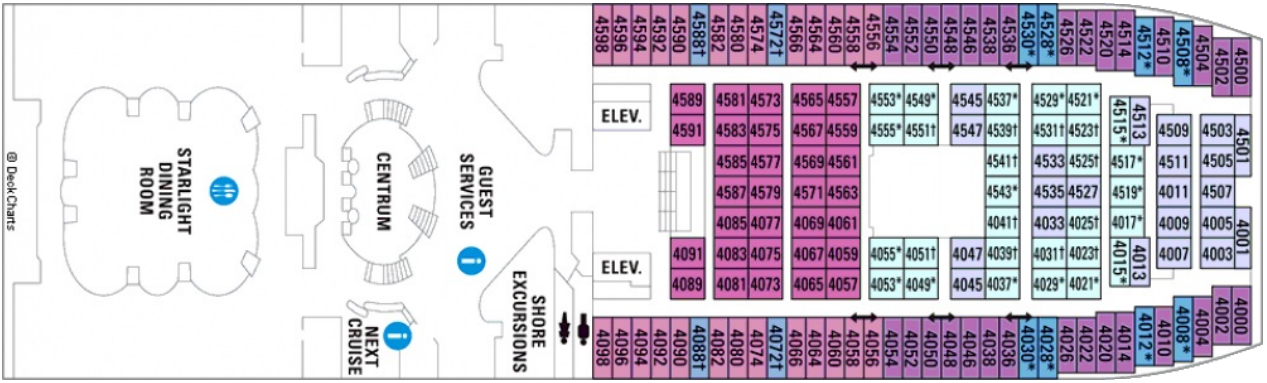 4598 4596 4594 4592 4590 4588† 4582 4580 4574 4572† 4566 4564 4560 4558 4556 4554 4552 4550 4548 4546 4538 4536 4530* 4528* 4526 4522 4520 4514 4512* 4510 4508* 4504 4502 4500
ELEV.
4589 4581 4573 4565 4557 4553* 4549* 4545 4537* 4529* 4521* 4515* 4513
4591 4583 4575 4567 4559 4555* 4551† 4547 4539† 4531† 4523† 4509 4503 4501
4585 4577 4569 4561 4541† 4533 4525† 4517* 4511 4505
4587 4579 4571 4563 4543* 4535 4527 4519* 4011 4507
4085 4077 4069 4061 4041† 4033 4025† 4017* 4009 4005 4001
4091 4083 4075 4067 4059 4055* 4051† 4047 4039† 4031† 4023† 4015* 4013 4007 4003
4089 4081 4073 4065 4057 4053* 4049* 4045 4037* 4029* 4021*
ELEV.
4098 4096 4094 4092 4090 4088† 4082 4080 4074 4072† 4066 4064 4060 4058 4056 4054 4052 4050 4048 4046 4038 4036 4030* 4028* 4026 4022 4020 4014 4012* 4010 4008* 4004 4002 4000
STARLIGHT
DINING
ROOM
CENTRUM
GUEST
SERVICES
i
SHORE
EXCURSIONS
NEXT
CRUISE
i
@ DeckCharts